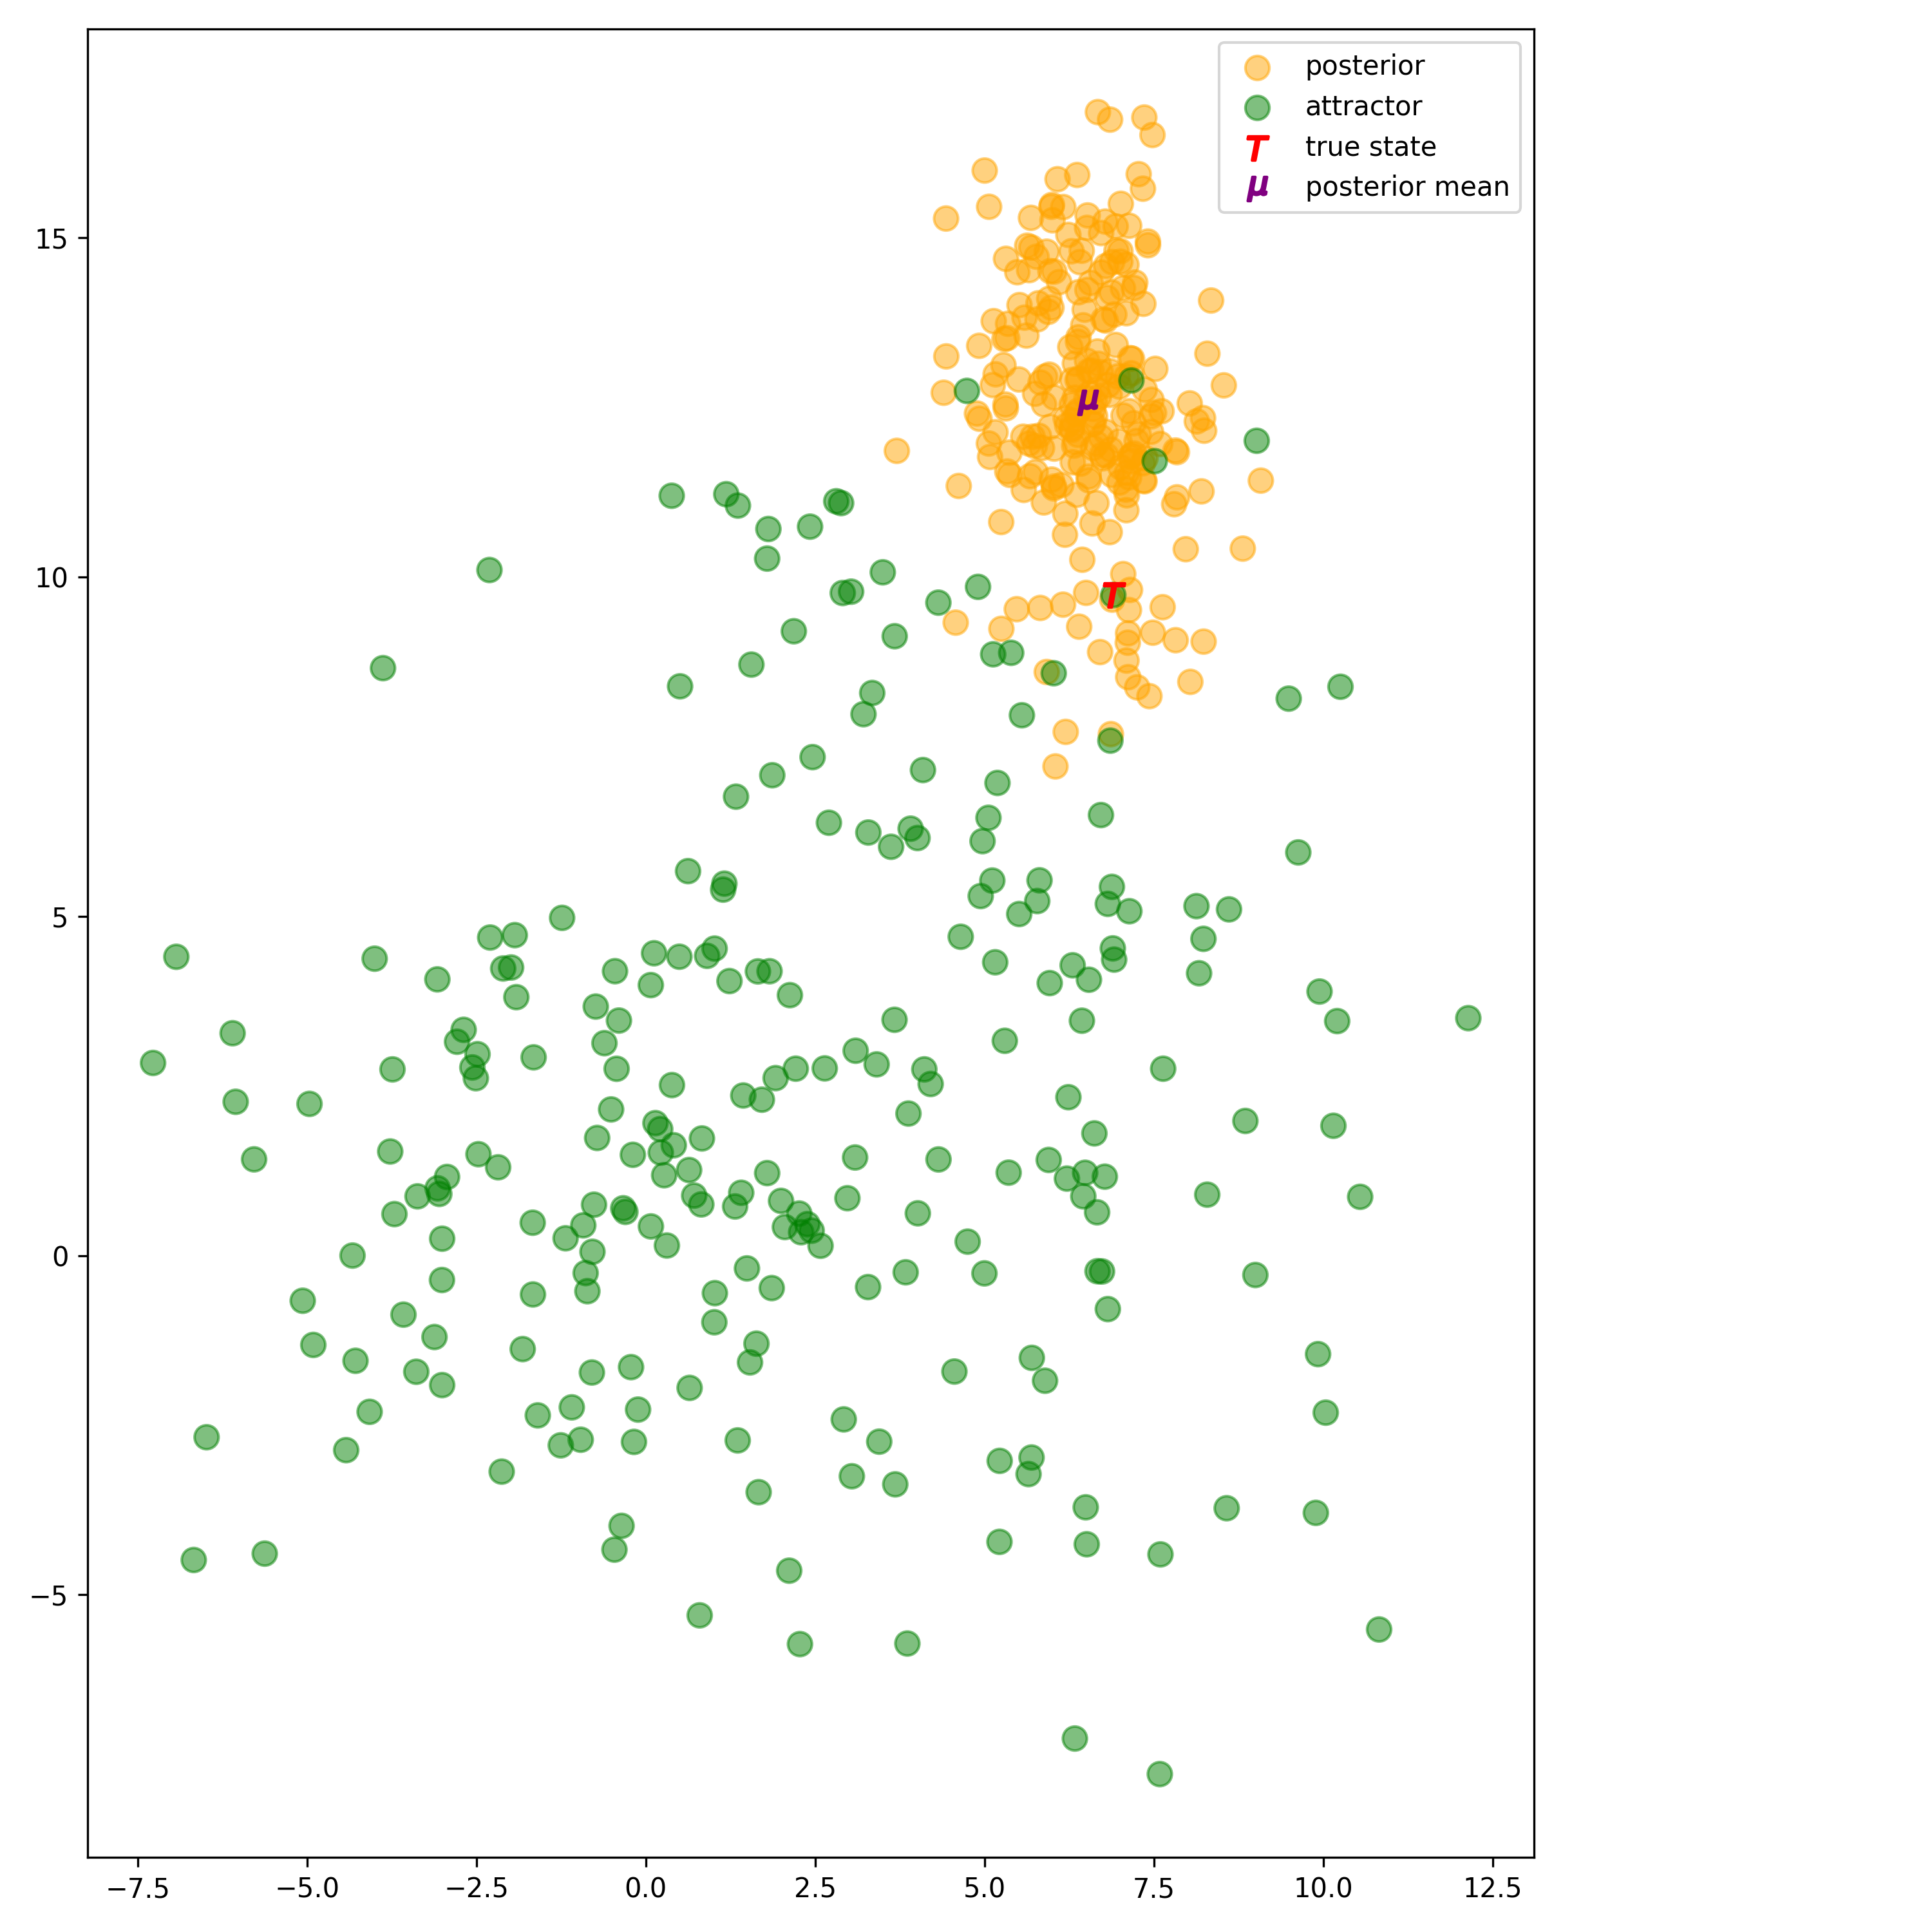 posterior
attractor
T true state
μ posterior mean
15
μ
10
T
5
0
−5
−7.5 −5.0 −2.5 0.0 2.5 5.0 7.5 10.0 12.5